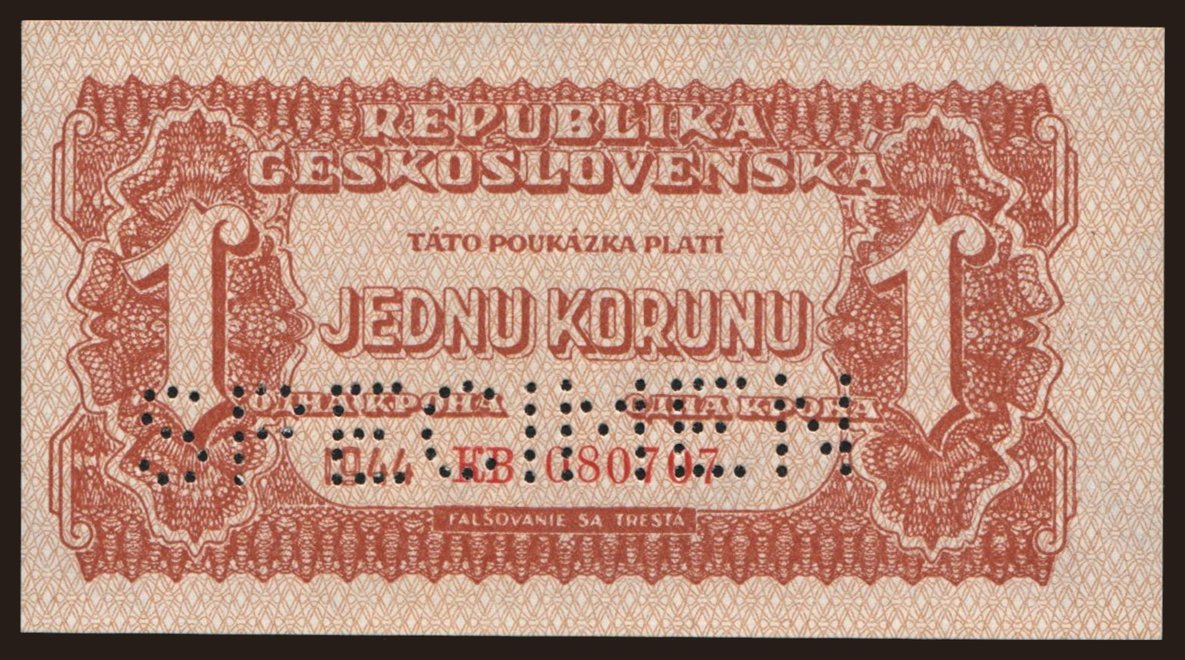 REPUBLIKA
ČESKOSLOVENSKÁ
TÁTO POUKÁZKA PLATÍ
1 JEDNU KORUNU 1
ОДНА КРОНА ОДНА КРОНА
SPECIMEN
1944 KB 080707
FALŠOVANIE SA TRESTÁ